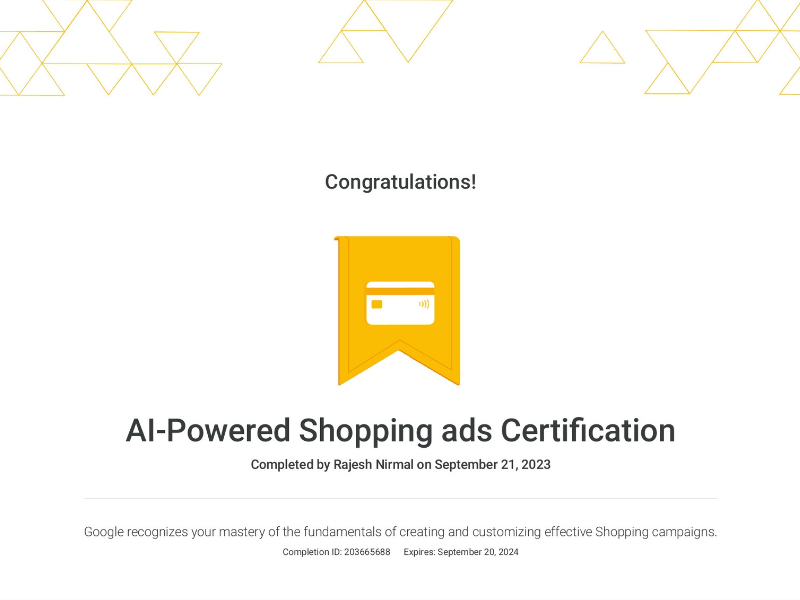 Congratulations!
AI-Powered Shopping ads Certification
Completed by Rajesh Nirmal on September 21, 2023
Google recognizes your mastery of the fundamentals of creating and customizing effective Shopping campaigns.
Completion ID: 203665688 Expires: September 20, 2024